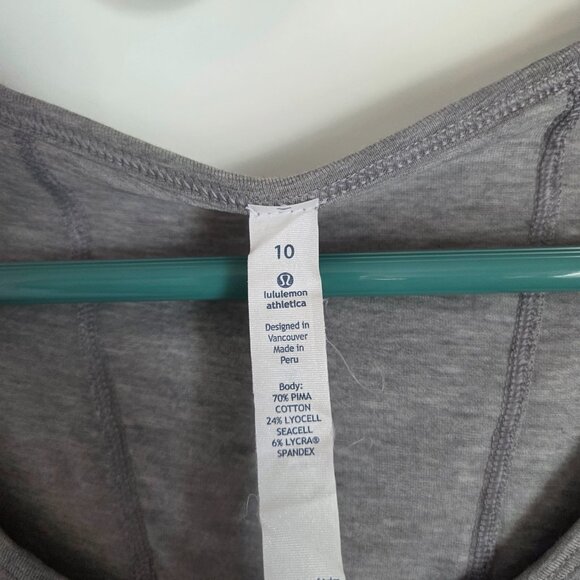 10
lululemon
athletica
Designed in
Vancouver
Made in
Peru
Body:
70% PIMA
COTTON
24% LYOCELL
SEACELL
6% LYCRA®
SPANDEX